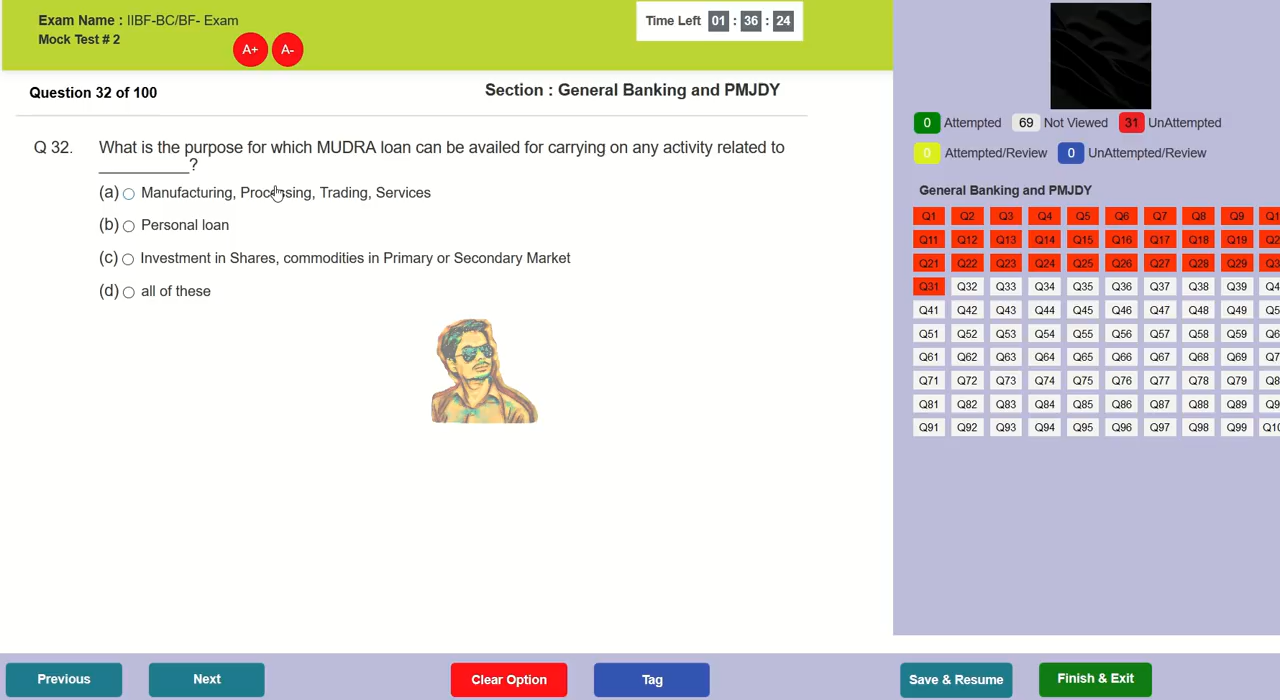 Exam Name : IIBF-BC/BF- Exam
Mock Test # 2
A+ A-
Time Left 01 : 36 : 24
Question 32 of 100
Section : General Banking and PMJDY
Q 32. What is the purpose for which MUDRA loan can be availed for carrying on any activity related to
___________?
(a) Manufacturing, Processing, Trading, Services
(b) Personal loan
(c) Investment in Shares, commodities in Primary or Secondary Market
(d) all of these
0 Attempted 69 Not Viewed 31 UnAttempted
0 Attempted/Review 0 UnAttempted/Review
General Banking and PMJDY
Q1 Q2 Q3 Q4 Q5 Q6 Q7 Q8 Q9
Q11 Q12 Q13 Q14 Q15 Q16 Q17 Q18 Q19
Q21 Q22 Q23 Q24 Q25 Q26 Q27 Q28 Q29
Q31 Q32 Q33 Q34 Q35 Q36 Q37 Q38 Q39
Q41 Q42 Q43 Q44 Q45 Q46 Q47 Q48 Q49
Q51 Q52 Q53 Q54 Q55 Q56 Q57 Q58 Q59
Q61 Q62 Q63 Q64 Q65 Q66 Q67 Q68 Q69
Q71 Q72 Q73 Q74 Q75 Q76 Q77 Q78 Q79
Q81 Q82 Q83 Q84 Q85 Q86 Q87 Q88 Q89
Q91 Q92 Q93 Q94 Q95 Q96 Q97 Q98 Q99
Previous Next Clear Option Tag Save & Resume Finish & Exit